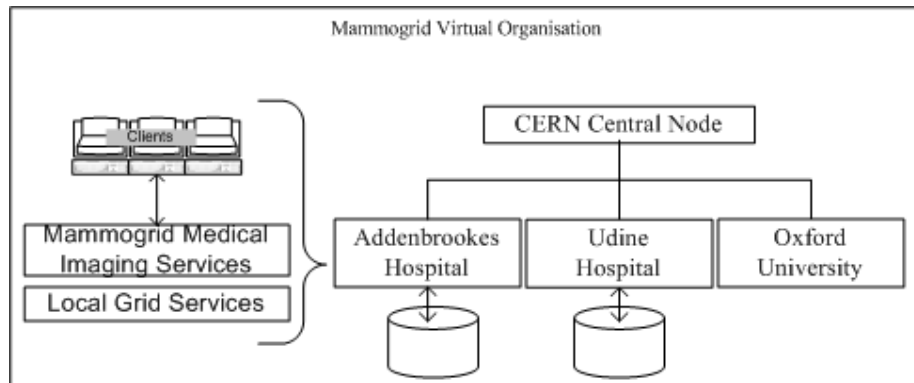 Mammogrid Virtual Organisation
Clients
Mammogrid Medical
Imaging Services
Local Grid Services
CERN Central Node
Addenbrookes
Hospital
Udine
Hospital
Oxford
University